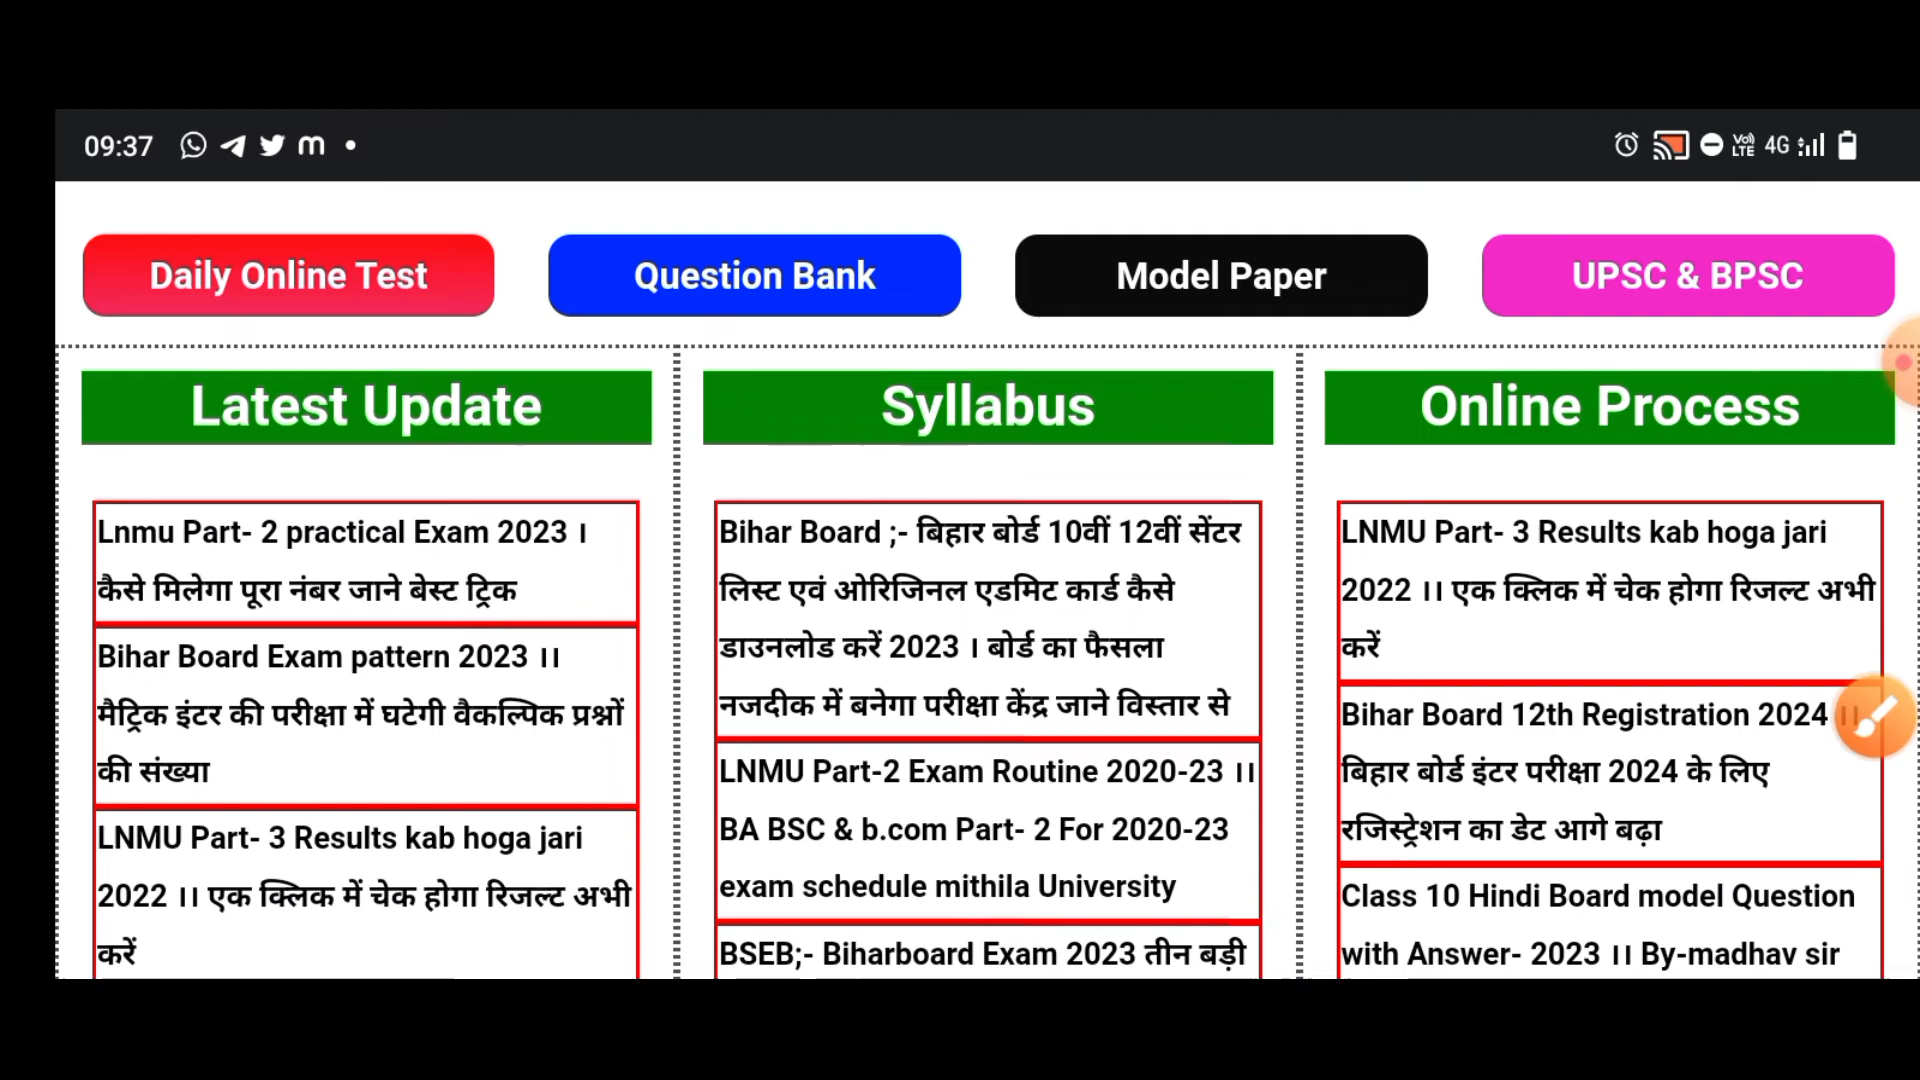 09:37
Vo)) LTE 4G
Daily Online Test
Question Bank
Model Paper
UPSC & BPSC
Latest Update
Lnmu Part- 2 practical Exam 2023 ।
कैसे मिलेगा पूरा नंबर जाने बेस्ट ट्रिक
Bihar Board Exam pattern 2023 ।।
मैट्रिक इंटर की परीक्षा में घटेगी वैकल्पिक प्रश्नों
की संख्या
LNMU Part- 3 Results kab hoga jari
2022 ।। एक क्लिक में चेक होगा रिजल्ट अभी
करें
Syllabus
Bihar Board ;- बिहार बोर्ड 10वीं 12वीं सेंटर
लिस्ट एवं ओरिजिनल एडमिट कार्ड कैसे
डाउनलोड करें 2023 । बोर्ड का फैसला
नजदीक में बनेगा परीक्षा केंद्र जाने विस्तार से
LNMU Part-2 Exam Routine 2020-23 ।।
BA BSC & b.com Part- 2 For 2020-23
exam schedule mithila University
BSEB;- Biharboard Exam 2023 तीन बड़ी
Online Process
LNMU Part- 3 Results kab hoga jari
2022 ।। एक क्लिक में चेक होगा रिजल्ट अभी
करें
Bihar Board 12th Registration 2024 ।।
बिहार बोर्ड इंटर परीक्षा 2024 के लिए
रजिस्ट्रेशन का डेट आगे बढ़ा
Class 10 Hindi Board model Question
with Answer- 2023 ।। By-madhav sir